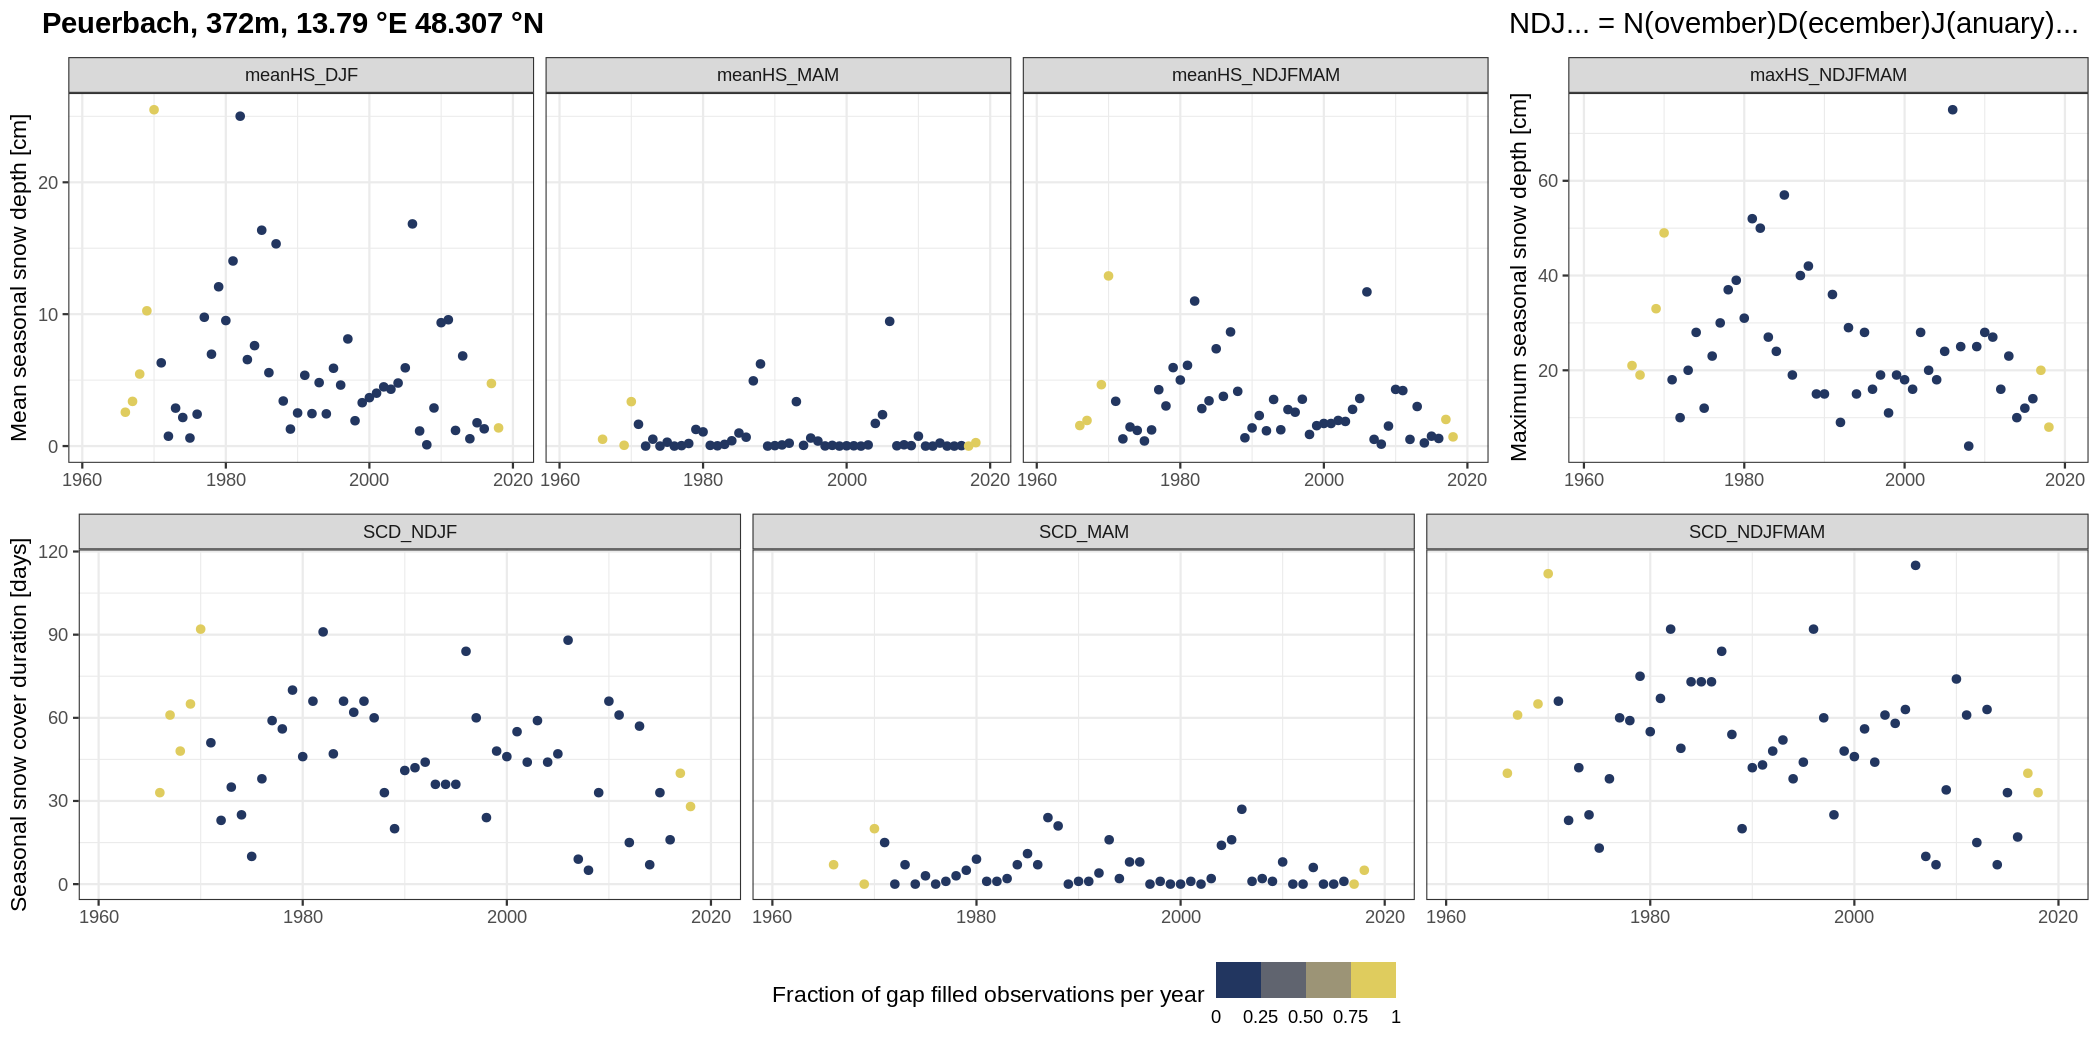 Peuerbach, 372m, 13.79 °E 48.307 °N
NDJ... = N(ovember)D(ecember)J(anuary)...
meanHS_DJF
meanHS_MAM
meanHS_NDJFMAM
maxHS_NDJFMAM
Mean seasonal snow depth [cm]
20
10
0
1960 1980 2000 2020
1960 1980 2000 2020
1960 1980 2000 2020
Maximum seasonal snow depth [cm]
60
40
20
1960 1980 2000 2020
SCD_NDJF
SCD_MAM
SCD_NDJFMAM
Seasonal snow cover duration [days]
120
90
60
30
0
1960 1980 2000 2020
1960 1980 2000 2020
1960 1980 2000 2020
Fraction of gap filled observations per year
0 0.25 0.50 0.75 1